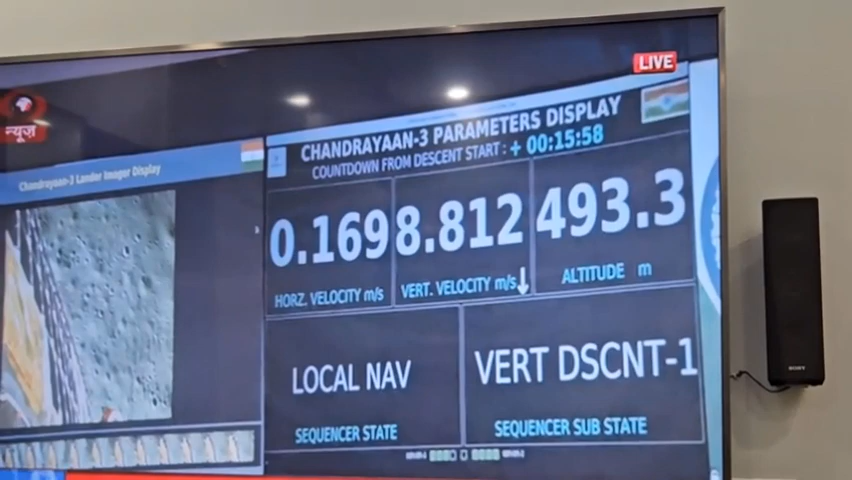 LIVE
न्यूज़
CHANDRAYAAN-3 PARAMETERS DISPLAY
COUNTDOWN FROM DESCENT START : + 00:15:58
Chandrayaan-3 Lander Imager Display
0.169
HORZ. VELOCITY m/s
8.812
VERT. VELOCITY m/s↓
493.3
ALTITUDE m
LOCAL NAV
SEQUENCER STATE
VERT DSCNT-1
SEQUENCER SUB STATE
SONY